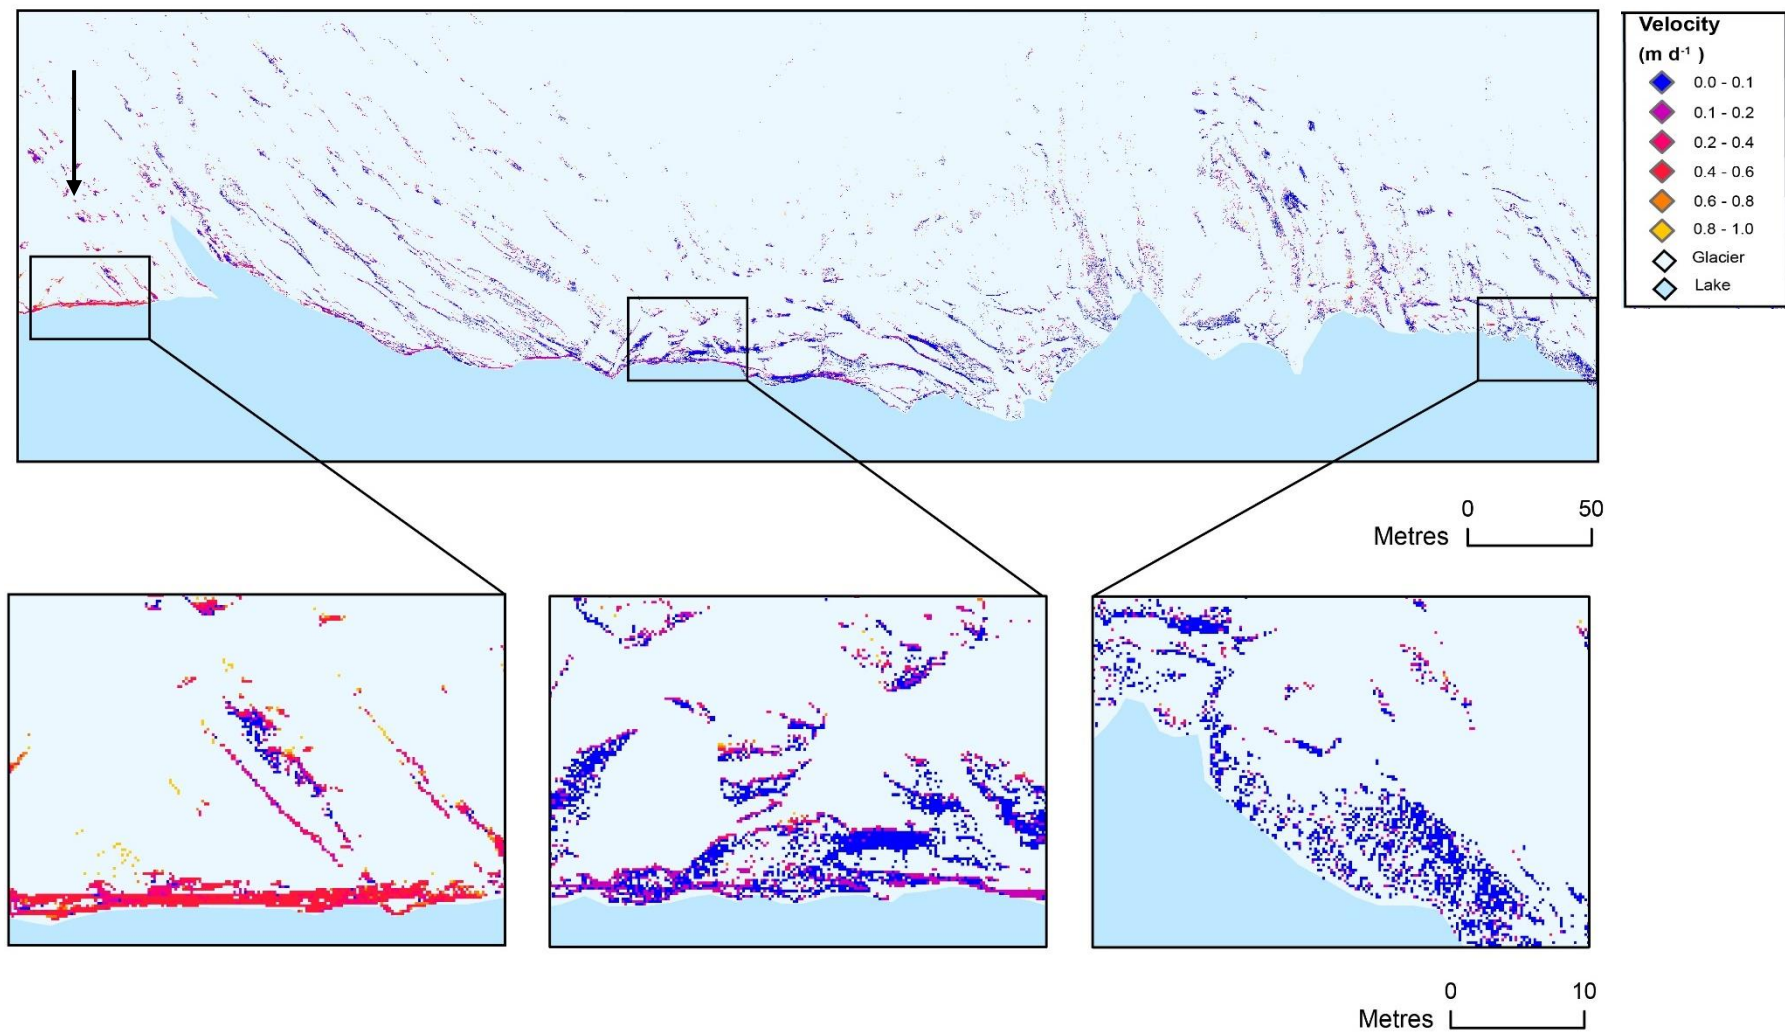 Velocity
(m d⁻¹ )
0.0 - 0.1
0.1 - 0.2
0.2 - 0.4
0.4 - 0.6
0.6 - 0.8
0.8 - 1.0
Glacier
Lake
0 50
Metres
0 10
Metres